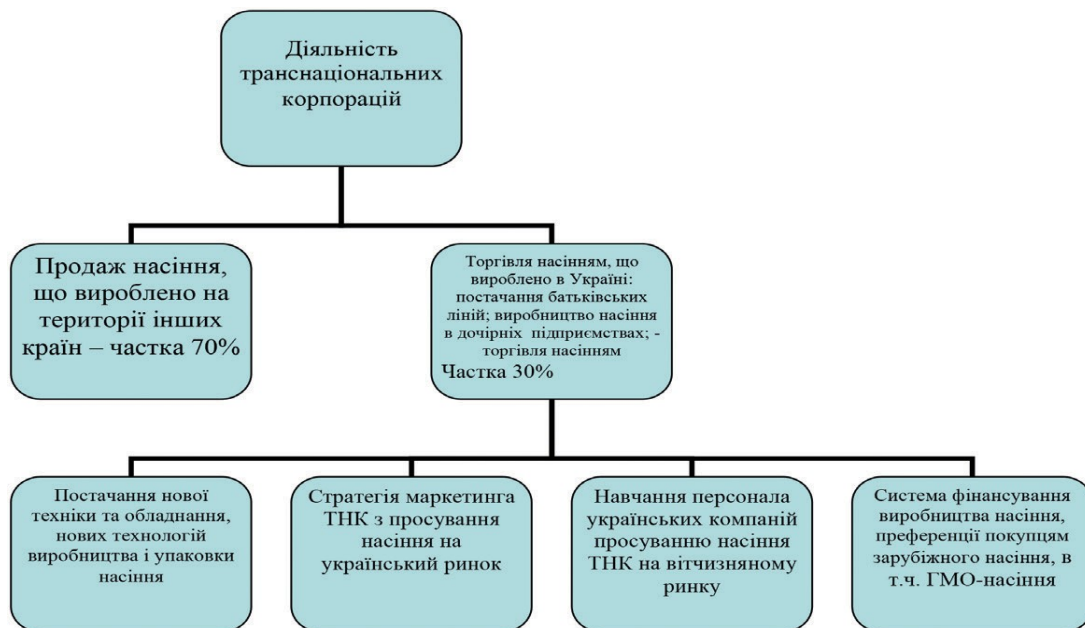 Діяльність
транснаціональних
корпорацій
Продаж насіння,
що вироблено на
території інших
країн – частка 70%
Торгівля насінням, що
вироблено в Україні:
постачання батьківських
ліній; виробництво насіння
в дочірніх підприємствах; -
торгівля насінням
Частка 30%
Постачання нової
техніки та обладнання,
нових технологій
виробництва і упаковки
насіння
Стратегія маркетинга
ТНК з просування
насіння на
український ринок
Навчання персонала
українських компаній
просуванню насіння
ТНК на вітчизняному
ринку
Система фінансування
виробництва насіння,
преференції покупцям
зарубіжного насіння, в
т.ч. ГМО-насіння